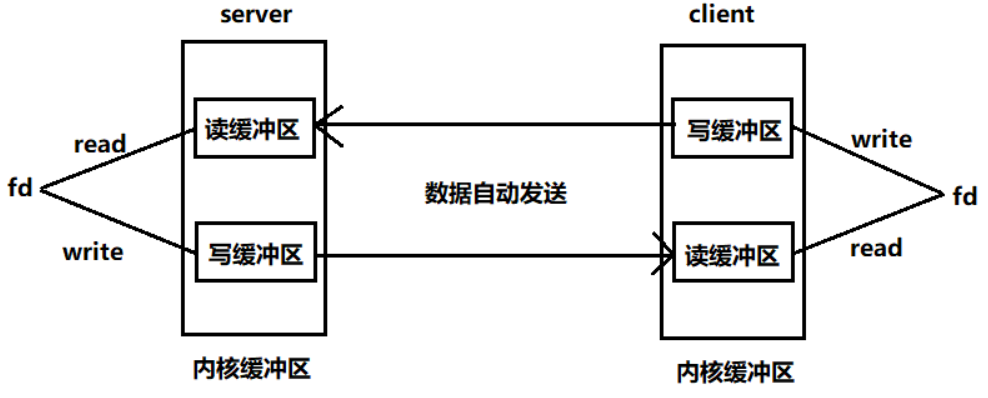 server
client
读缓冲区
写缓冲区
read
write
fd
数据自动发送
fd
write
写缓冲区
读缓冲区
read
内核缓冲区
内核缓冲区